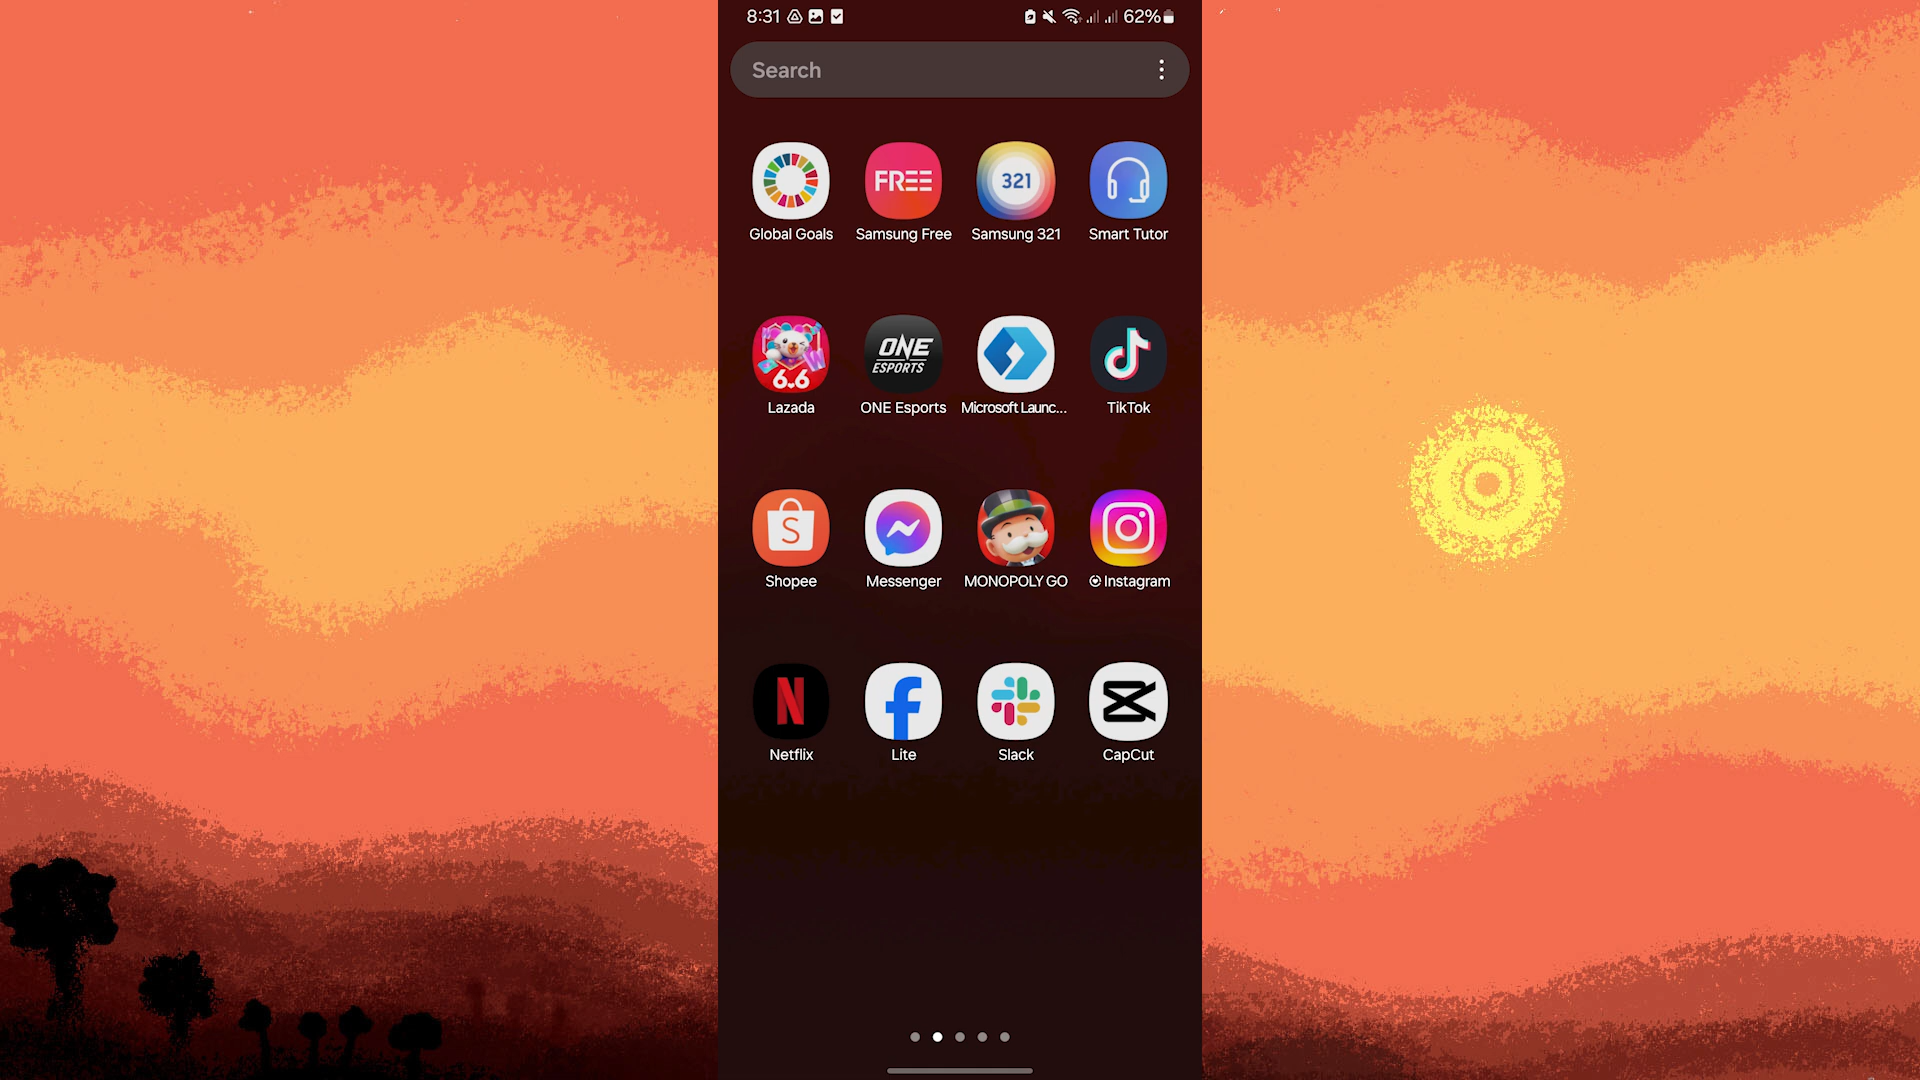 8:31
62%
Search
FREE
321
Global Goals
Samsung Free
Samsung 321
Smart Tutor
W
6.6
ONE
ESPORTS
Lazada
ONE Esports
Microsoft Launc...
TikTok
S
Shopee
Messenger
MONOPOLY GO
Instagram
N
f
Netflix
Lite
Slack
CapCut